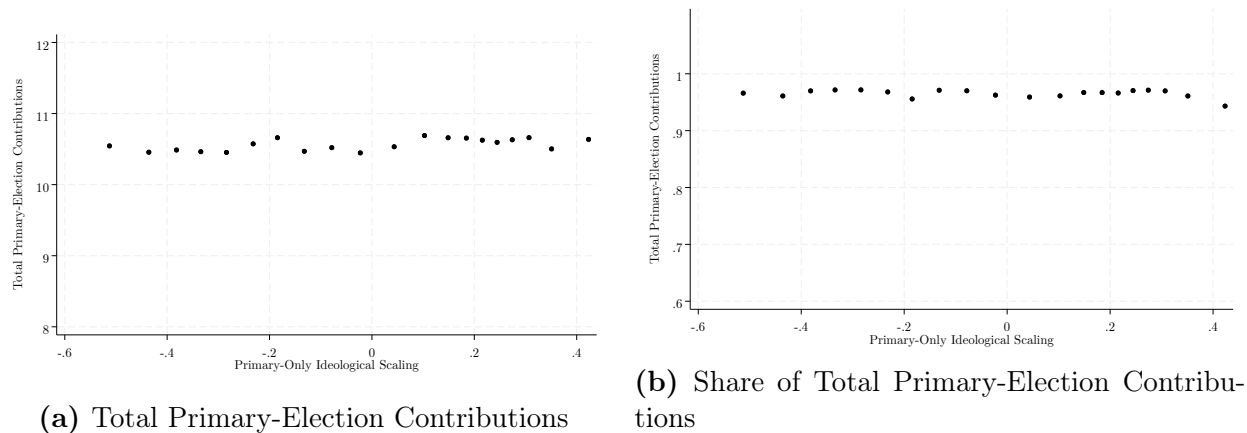 12
11
10
9
8
Total Primary-Election Contributions
-.6 -.4 -.2 0 .2 .4
Primary-Only Ideological Scaling
(a) Total Primary-Election Contributions
1
.9
.8
.7
.6
Total Primary-Election Contributions
-.6 -.4 -.2 0 .2 .4
Primary-Only Ideological Scaling
(b) Share of Total Primary-Election Contribu-
tions